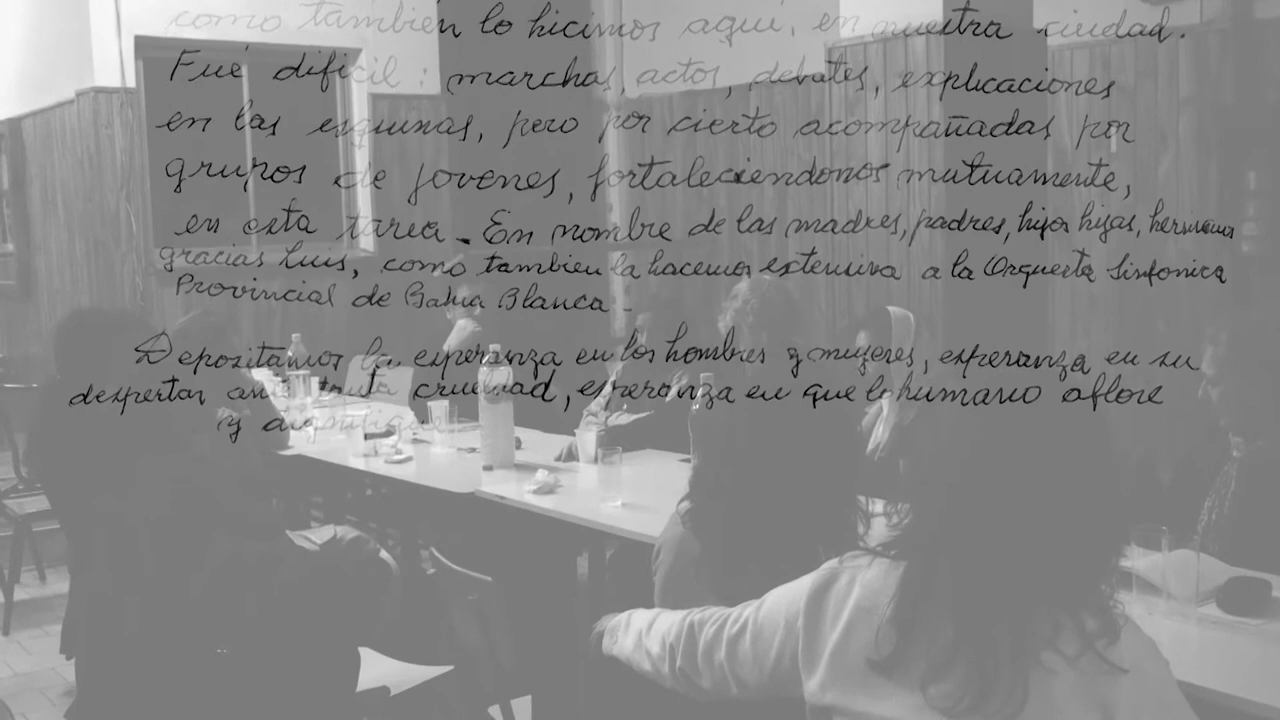 como también lo hicimos aquí, en nuestra ciudad.
Fué dificil : marchas, actos, debates, explicaciones
en las esquinas, pero por cierto acompañadas por
grupos de jovenes, fortaleciendonos mutuamente,
en esta tarea. En nombre de las madres, padres, hijos hijas, hermanos
gracias Luis, como tambien la hacemos extensiva a la Orquesta Sinfonica
Provincial de Bahia Blanca.
Depositamos la esperanza en los hombres y mujeres, esperanza en su
despertar ante tanta crueldad, esperanza en que lo humano aflore
y dignifique